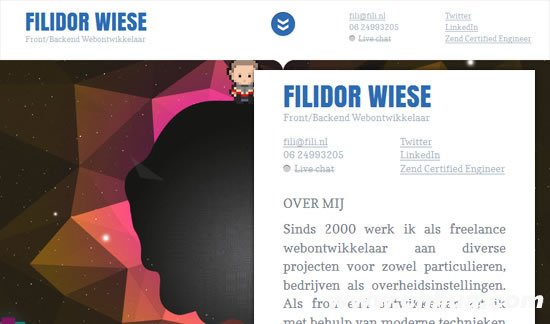 FILIDOR WIESE
Front/Backend Webontwikkelaar
fili@fili.nl
06 24993205
Live chat
Twitter
LinkedIn
Zend Certified Engineer
FILIDOR WIESE
Front/Backend Webontwikkelaar
fili@fili.nl
06 24993205
Live chat
Twitter
LinkedIn
Zend Certified Engineer
OVER MIJ
Sinds 2000 werk ik als freelance
webontwikkelaar aan diverse
projecten voor zowel particulieren,
bedrijven als overheidsinstellingen.
Als
met behulp van moderne technieken